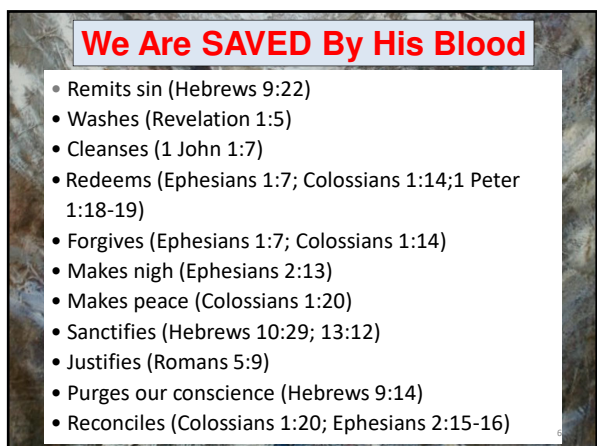 We Are SAVED By His Blood
• Remits sin (Hebrews 9:22)
• Washes (Revelation 1:5)
• Cleanses (1 John 1:7)
• Redeems (Ephesians 1:7; Colossians 1:14;1 Peter
1:18-19)
• Forgives (Ephesians 1:7; Colossians 1:14)
• Makes nigh (Ephesians 2:13)
• Makes peace (Colossians 1:20)
• Sanctifies (Hebrews 10:29; 13:12)
• Justifies (Romans 5:9)
• Purges our conscience (Hebrews 9:14)
• Reconciles (Colossians 1:20; Ephesians 2:15-16)
6